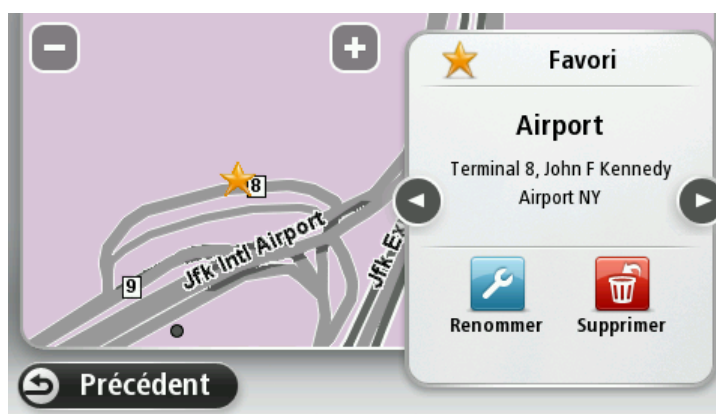 Favori
Airport
Terminal 8, John F Kennedy
Airport NY
Renommer
Supprimer
8
Jfk Intl Airport
9
Jfk Ex
Précédent